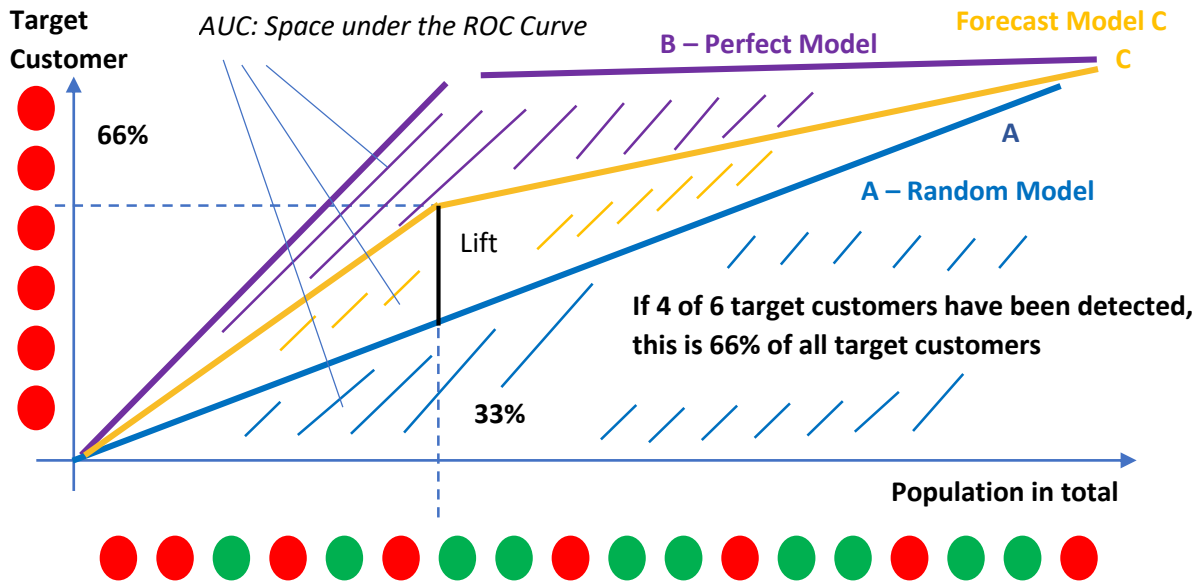 Target
Customer
AUC: Space under the ROC Curve
B – Perfect Model
Forecast Model C
C
66%
A
A – Random Model
Lift
If 4 of 6 target customers have been detected,
this is 66% of all target customers
33%
Population in total